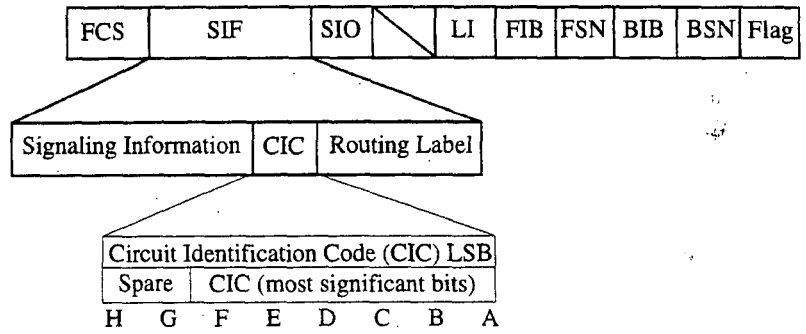 FCS SIF SIO LI FIB FSN BIB BSN Flag
Signaling Information CIC Routing Label
Circuit Identification Code (CIC) LSB
Spare CIC (most significant bits)
H G F E D C B A